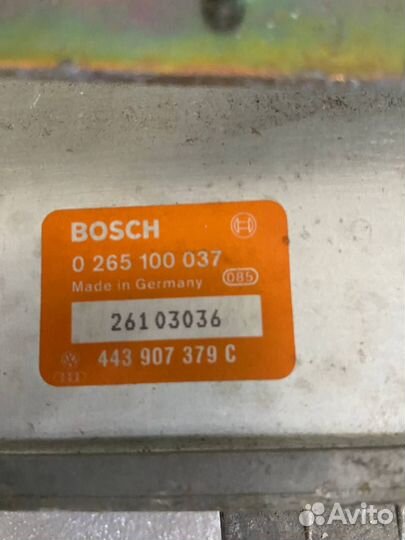 BOSCH
0 265 100 037
Made in Germany 085
26103036
443 907 379 C
Avito